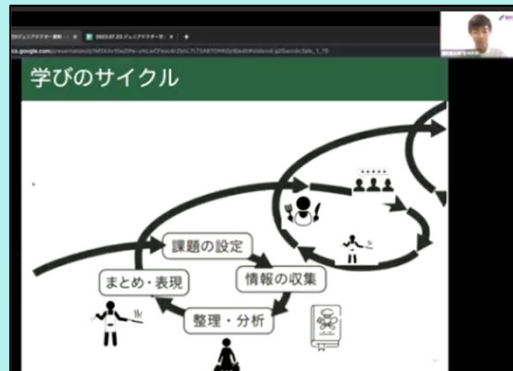 学びのサイクル
課題の設定
情報の収集
整理・分析
まとめ・表現